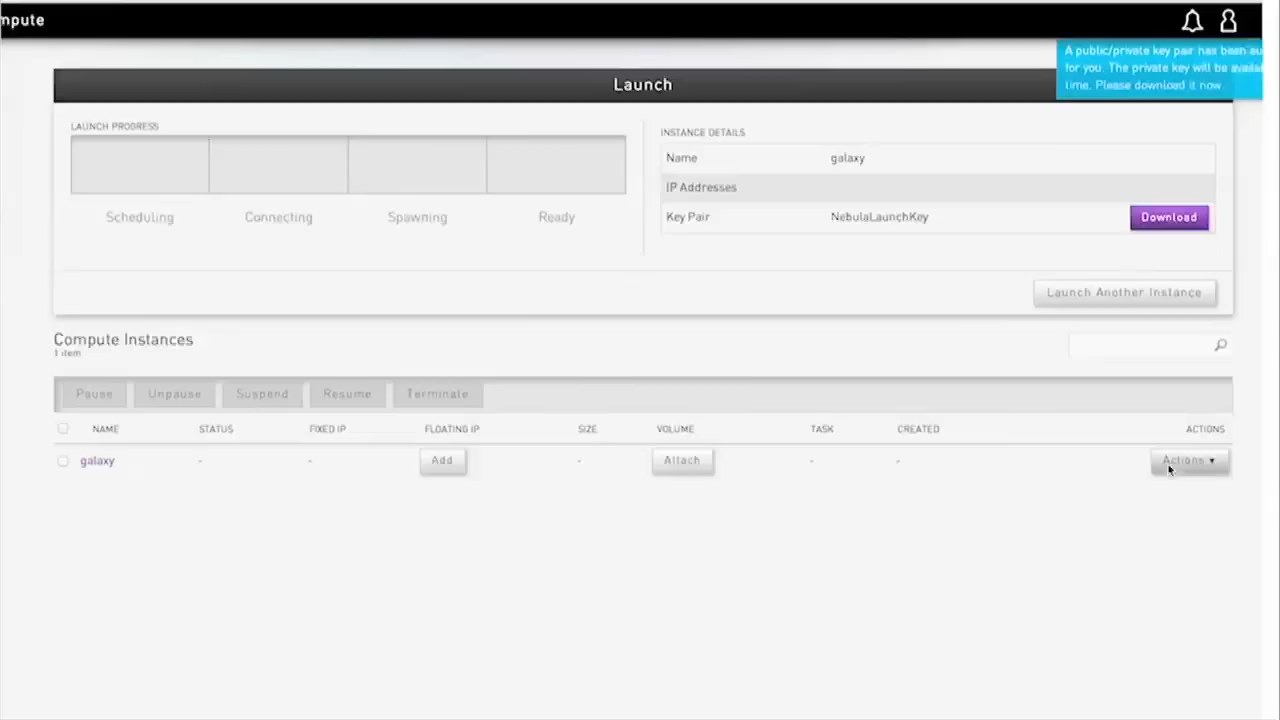 mpute
A public/private key pair has been au
for you. The private key will be availa
time. Please download it now
Launch
LAUNCH PROGRESS
Scheduling Connecting Spawning Ready
INSTANCE DETAILS
Name galaxy
IP Addresses
Key Pair NebulaLaunchKey Download
Launch Another Instance
Compute Instances
1 item
Pause Unpause Suspend Resume Terminate
NAME STATUS FIXED IP FLOATING IP SIZE VOLUME TASK CREATED ACTIONS
galaxy - - Add - Attach - - Actions